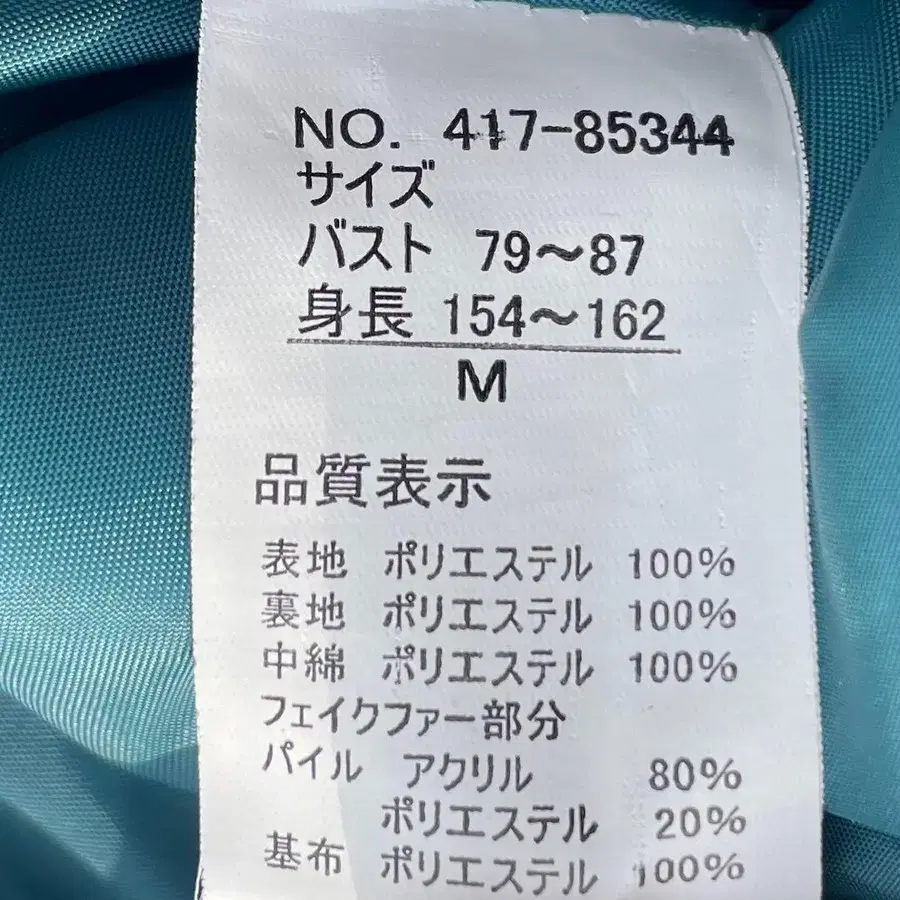 NO. 417-85344
サイズ
バスト 79～87
身長 154～162
M
品質表示
表地 ポリエステル 100%
裏地 ポリエステル 100%
中綿 ポリエステル 100%
フェイクファー部分
パイル アクリル 80%
ポリエステル 20%
基布 ポリエステル 100%